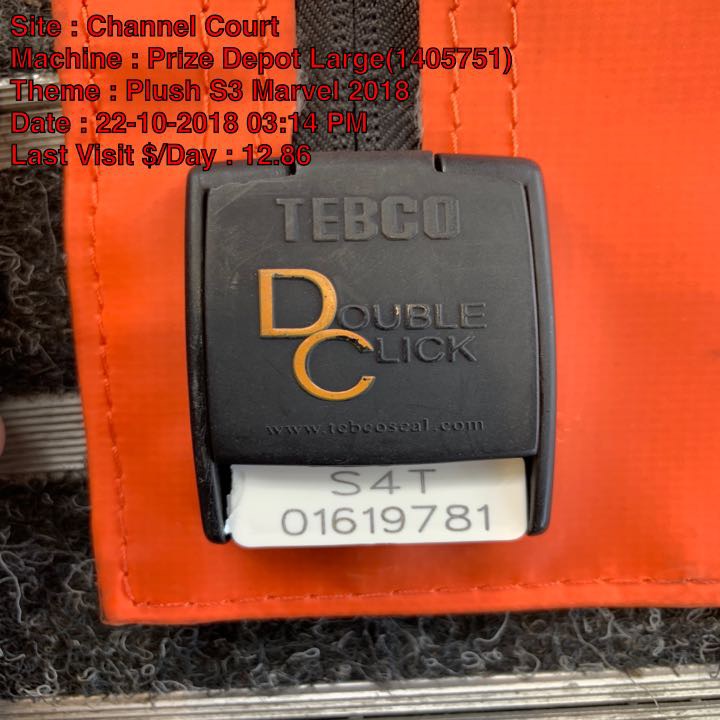 Site : Channel Court
Machine : Prize Depot Large(1405751)
Theme : Plush S3 Marvel 2018
Date : 22-10-2018 03:14 PM
Last Visit $/Day : 12.86
TEBCO
DOUBLE
CLICK
www.tebcoseal.com
S4T
01619781